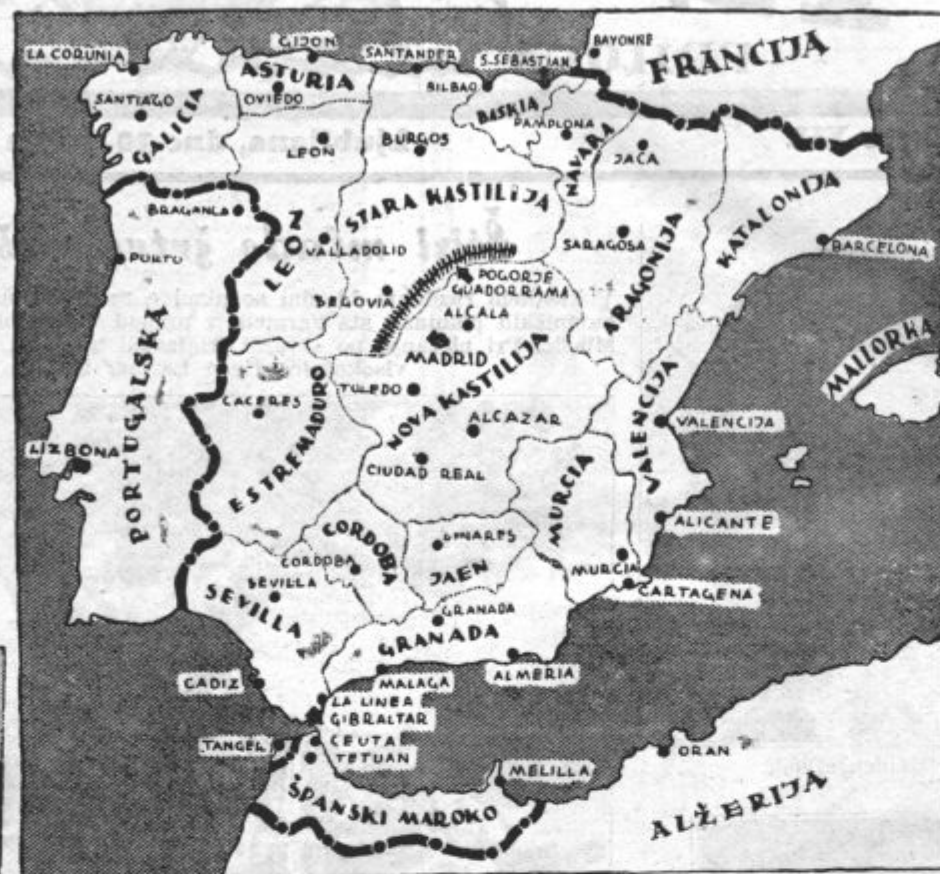 LA CORUNIA
GIJON
SANTANDER
S. SEBASTIAN
BAYONNE
FRANCIJA
ASTURIA
OVIEDO
BILBAO
BASKIA
PAMPLONA
NAVARA
SANTIAGO
GALICIA
LEON
BURGOS
JACA
BRAGANCA
LEON
STARA KASTILIJA
SARAGOSA
KATALONIJA
BARCELONA
PORTO
VALLADOLID
SEGOVIA
POGORJE
GUADORRAMA
ALCALA
MADRID
ARAGONIJA
MALLORKA
PORTUGALSKA
CACERES
TOLEDO
NOVA KASTILIJA
ALCAZAR
VALENCIJA
VALENCIJA
LIZBONA
ESTREMADURO
CIUDAD REAL
MURCIA
ALICANTE
CORDOBA
CORDOBA
LINARES
JAEN
MURCIA
CARTAGENA
SEVILLA
SEVILLA
GRANADA
GRANADA
CADIZ
MALAGA
ALMERIA
LA LINEA
GIBRALTAR
TANGER
CEUTA
TETUAN
MELILLA
ORAN
ŠPANSKI MAROKO
ALŽERIJA